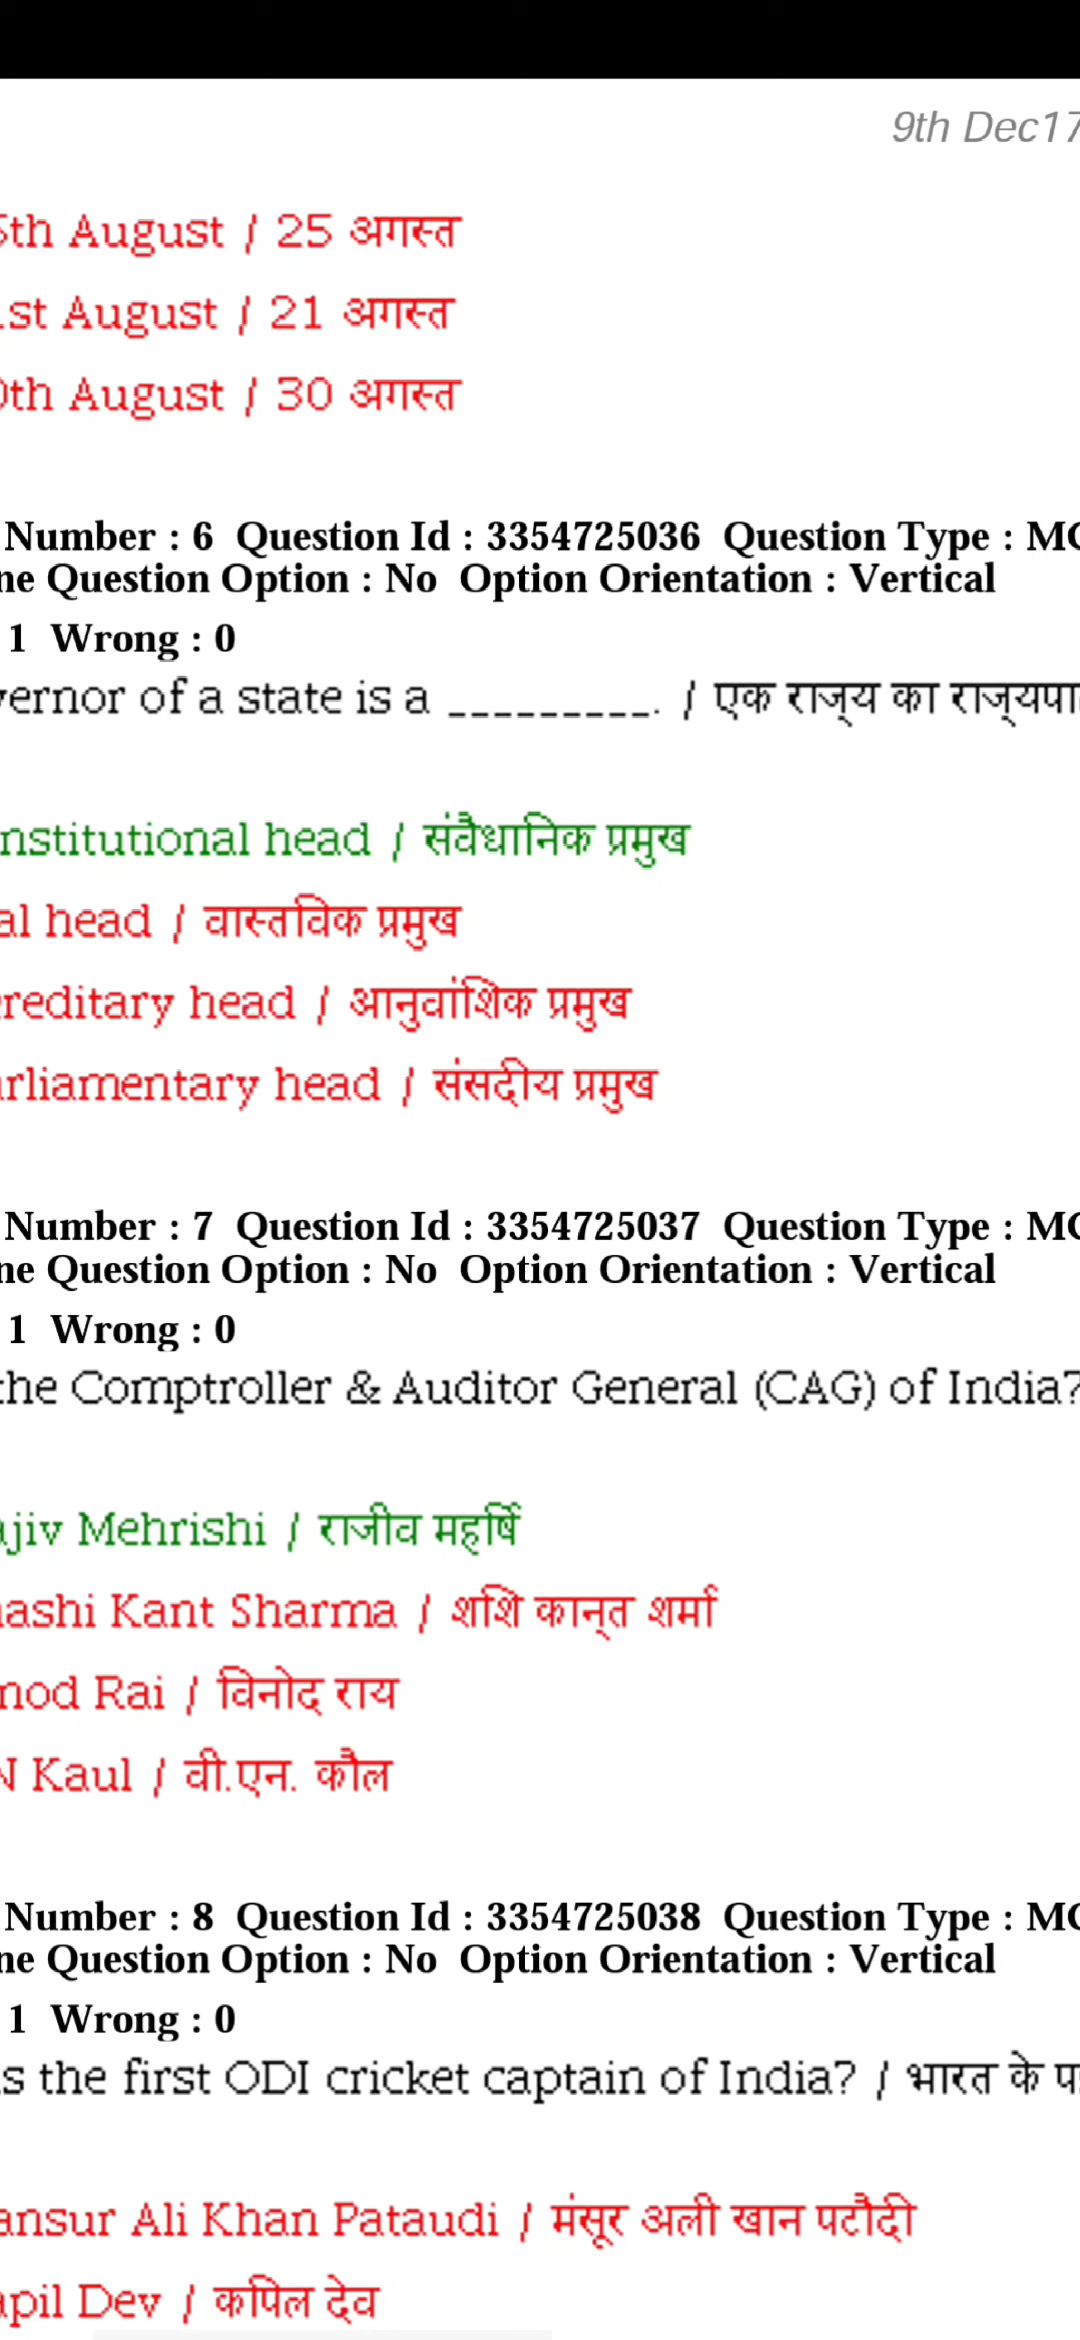 9th Dec17
5th August / 25 अगस्त
1st August / 21 अगस्त
0th August / 30 अगस्त
Number : 6 Question Id : 3354725036 Question Type : MC
ne Question Option : No Option Orientation : Vertical
1 Wrong : 0
vernor of a state is a _________. / एक राज्य का राज्यपा
nstitutional head / संवैधानिक प्रमुख
al head / वास्तविक प्रमुख
reditary head / आनुवांशिक प्रमुख
arliamentary head / संसदीय प्रमुख
Number : 7 Question Id : 3354725037 Question Type : MC
ne Question Option : No Option Orientation : Vertical
1 Wrong : 0
the Comptroller & Auditor General (CAG) of India?
ajiv Mehrishi / राजीव महर्षि
hashi Kant Sharma / शशि कान्त शर्मा
nod Rai / विनोद राय
N Kaul / वी.एन. कौल
Number : 8 Question Id : 3354725038 Question Type : MC
ne Question Option : No Option Orientation : Vertical
1 Wrong : 0
s the first ODI cricket captain of India? / भारत के प
ansur Ali Khan Pataudi / मंसूर अली खान पटौदी
apil Dev / कपिल देव